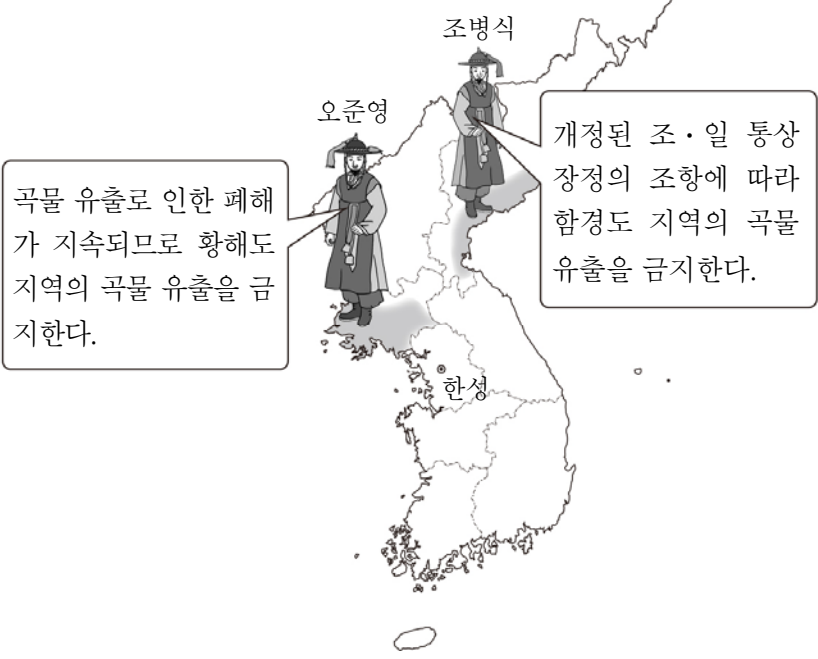 조병식
오준영
개정된 조·일 통상
장정의 조항에 따라
함경도 지역의 곡물
유출을 금지한다.
곡물 유출로 인한 폐해
가 지속되므로 황해도
지역의 곡물 유출을 금
지한다.
한성